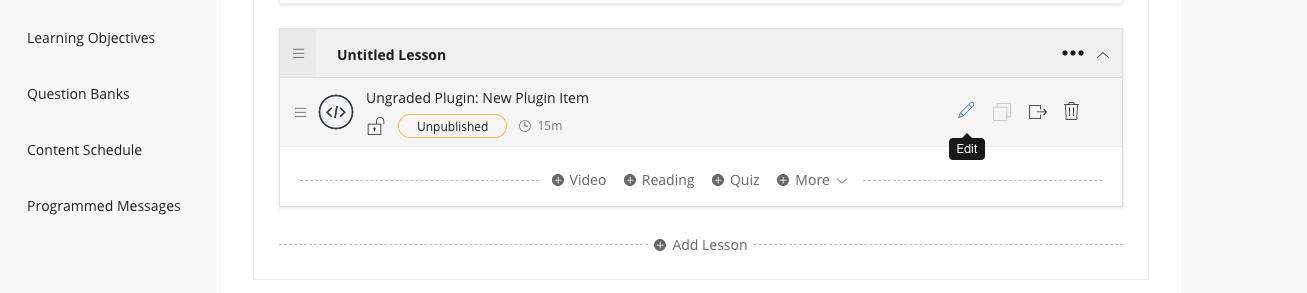 Learning Objectives
Question Banks
Content Schedule
Programmed Messages
Untitled Lesson
Ungraded Plugin: New Plugin Item
Unpublished 15m
Edit
Video Reading Quiz More
Add Lesson